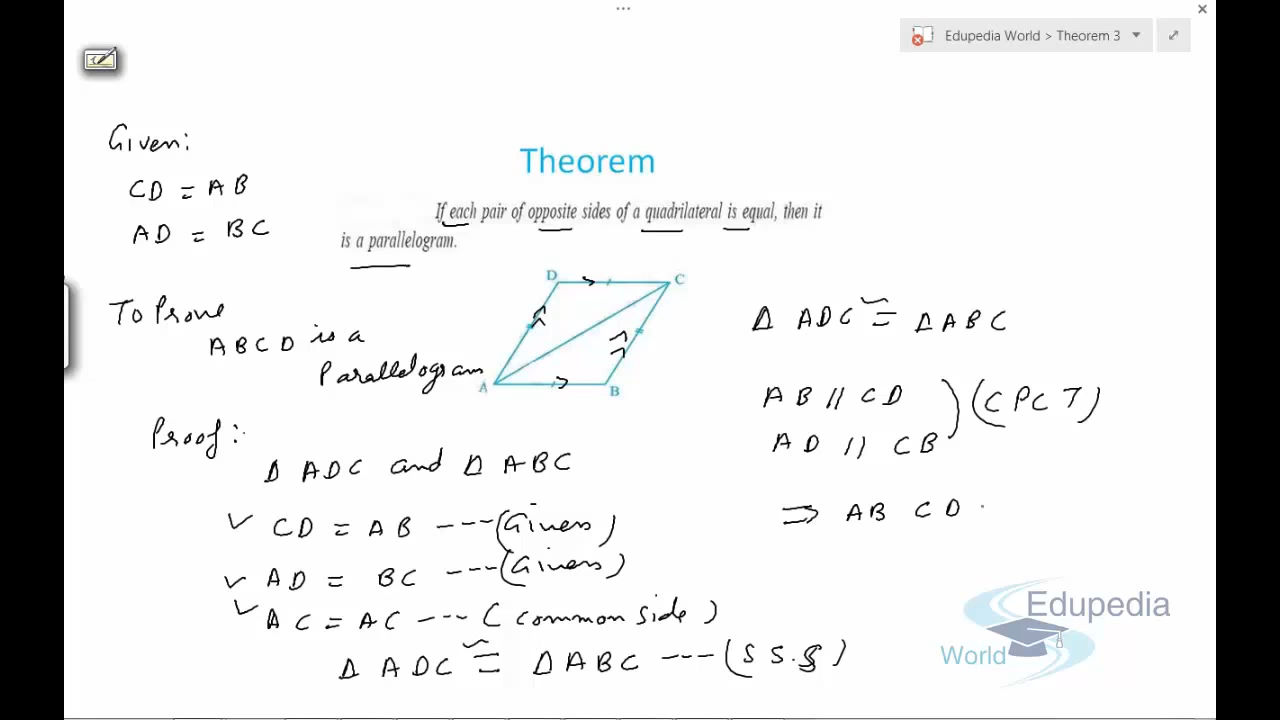 Edupedia World > Theorem 3
Given:
CD = AB
AD = BC
Theorem
If each pair of opposite sides of a quadrilateral is equal, then it
is a parallelogram.
To Prove
ABCD is a
Parallelogram
D
C
A
B
Proof:
Δ ADC and Δ ABC
✓ CD = AB ---(Given)
✓ AD = BC ---(Given)
✓ AC = AC ---(common side)
Δ ADC ≅ Δ ABC ---(SS.S)
Δ ADC ≅ Δ ABC
AB // CD
AD // CB
(CPCT)
⇒ AB CD
Edupedia
World